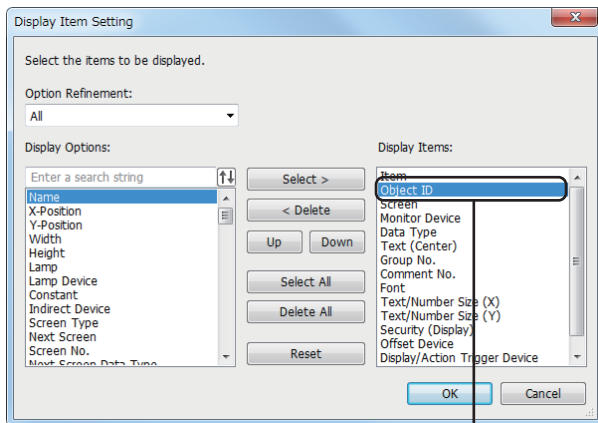 Display Item Setting
Select the items to be displayed.
Option Refinement:
All
Display Options:
Enter a search string
Name
X-Position
Y-Position
Width
Height
Lamp
Lamp Device
Constant
Indirect Device
Screen Type
Next Screen
Screen No.
Next Screen Data Type
Select >
< Delete
Up
Down
Select All
Delete All
Reset
Display Items:
Item
Object ID
Screen
Monitor Device
Data Type
Text (Center)
Group No.
Comment No.
Font
Text/Number Size (X)
Text/Number Size (Y)
Security (Display)
Offset Device
Display/Action Trigger Device
OK
Cancel